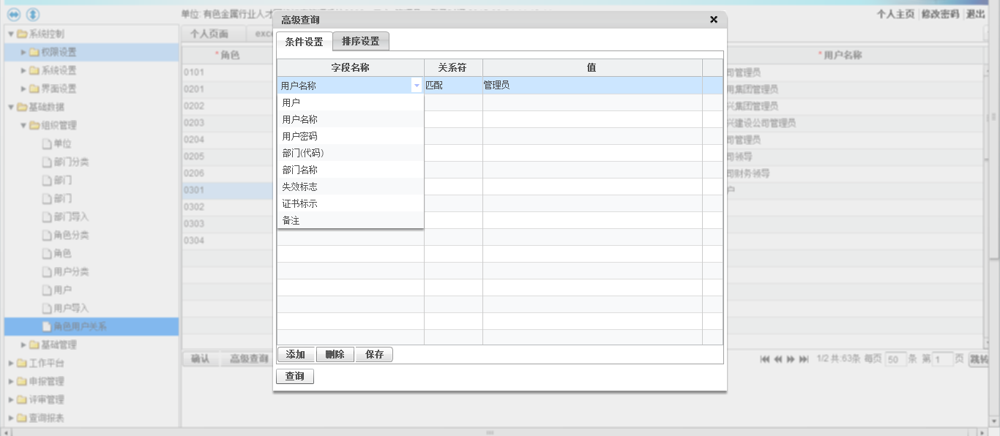 单位: 有色金属行业人才
个人主页 修改密码 退出
高级查询
条件设置 排序设置
字段名称 关系符 值
用户名称 匹配 管理员
用户
用户名称
用户密码
部门(代码)
部门名称
失效标志
证书标示
备注
添加 删除 保存
查询
系统控制
权限设置
系统设置
界面设置
基础数据
组织管理
单位
部门分类
部门
部门
部门导入
角色分类
角色
用户分类
用户
用户导入
角色用户关系
基础管理
工作平台
申报管理
评审管理
查询报表
个人页面 exc
*角色
0101
0201
0202
0203
0204
0205
0206
0301
0302
0303
0304
*用户名称
司管理员
用集团管理员
兴集团管理员
兴建设公司管理员
司管理员
司领导
司财务领导
户
确认 高级查询
1/2 共:63条 每页 50 条 第 1 页 跳转